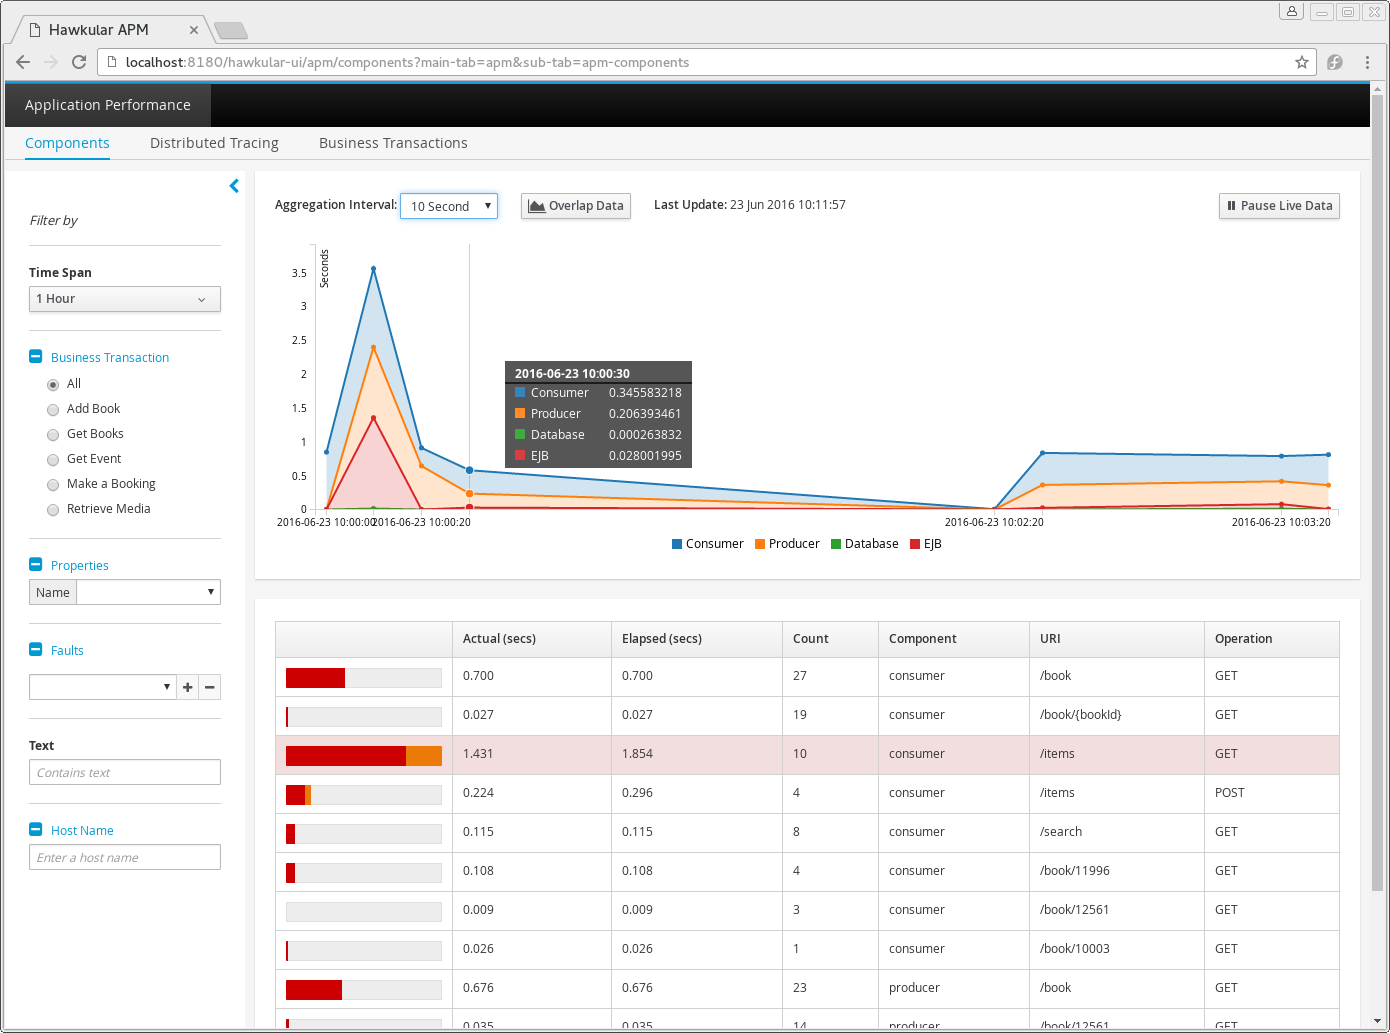 Hawkular APM
localhost:8180/hawkular-ui/apm/components?main-tab=apm&sub-tab=apm-components
Application Performance
Components Distributed Tracing Business Transactions
Filter by
Time Span
1 Hour
Business Transaction
All
Add Book
Get Books
Get Event
Make a Booking
Retrieve Media
Properties
Name
Faults
Text
Contains text
Host Name
Enter a host name
Aggregation Interval: 10 Second Overlap Data Last Update: 23 Jun 2016 10:11:57 Pause Live Data
Seconds
3.5
3
2.5
2
1.5
1
0.5
0
2016-06-23 10:00:30
Consumer 0.345583218
Producer 0.206393461
Database 0.000263832
EJB 0.028001995
2016-06-23 10:00:00 2016-06-23 10:00:20 2016-06-23 10:02:20 2016-06-23 10:03:20
Consumer Producer Database EJB
Actual (secs) Elapsed (secs) Count Component URI Operation
0.700 0.700 27 consumer /book GET
0.027 0.027 19 consumer /book/{bookId} GET
1.431 1.854 10 consumer /items GET
0.224 0.296 4 consumer /items POST
0.115 0.115 8 consumer /search GET
0.108 0.108 4 consumer /book/11996 GET
0.009 0.009 3 consumer /book/12561 GET
0.026 0.026 1 consumer /book/10003 GET
0.676 0.676 23 producer /book GET
0.035 0.035 14 producer /book/12561 GET